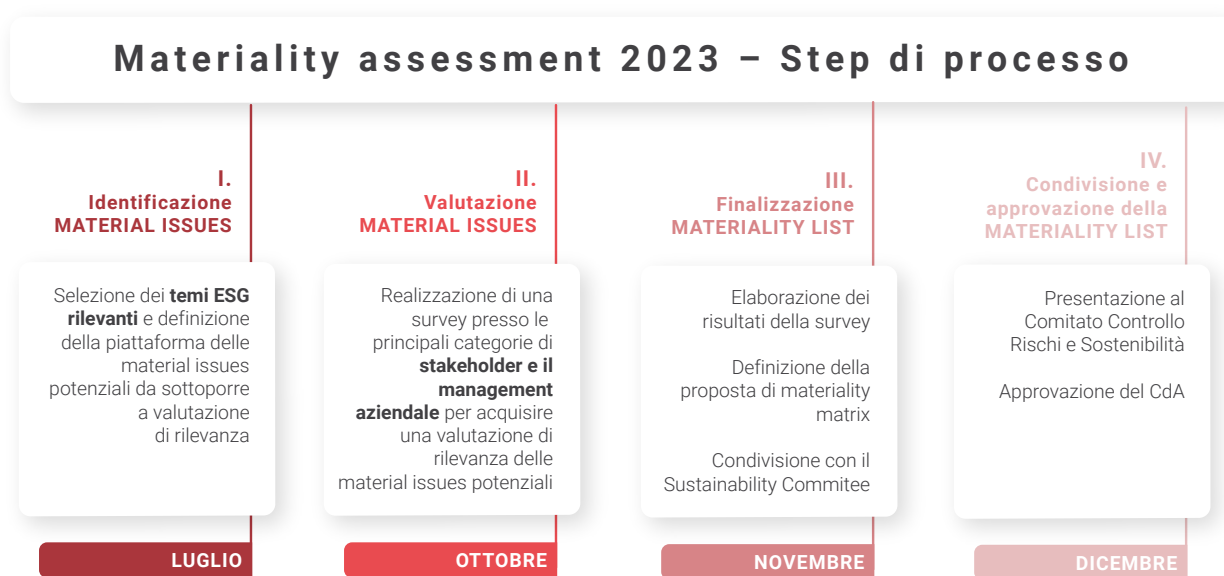 Materiality assessment 2023 – Step di processo
I.
Identificazione
MATERIAL ISSUES
Selezione dei temi ESG
rilevanti e definizione
della piattaforma delle
material issues
potenziali da sottoporre
a valutazione
di rilevanza
LUGLIO
II.
Valutazione
MATERIAL ISSUES
Realizzazione di una
survey presso le
principali categorie di
stakeholder e il
management
aziendale per acquisire
una valutazione di
rilevanza delle
material issues potenziali
OTTOBRE
III.
Finalizzazione
MATERIALITY LIST
Elaborazione dei
risultati della survey
Definizione della
proposta di materiality
matrix
Condivisione con il
Sustainability Commitee
NOVEMBRE
IV.
Condivisione e
approvazione della
MATERIALITY LIST
Presentazione al
Comitato Controllo
Rischi e Sostenibilità
Approvazione del CdA
DICEMBRE